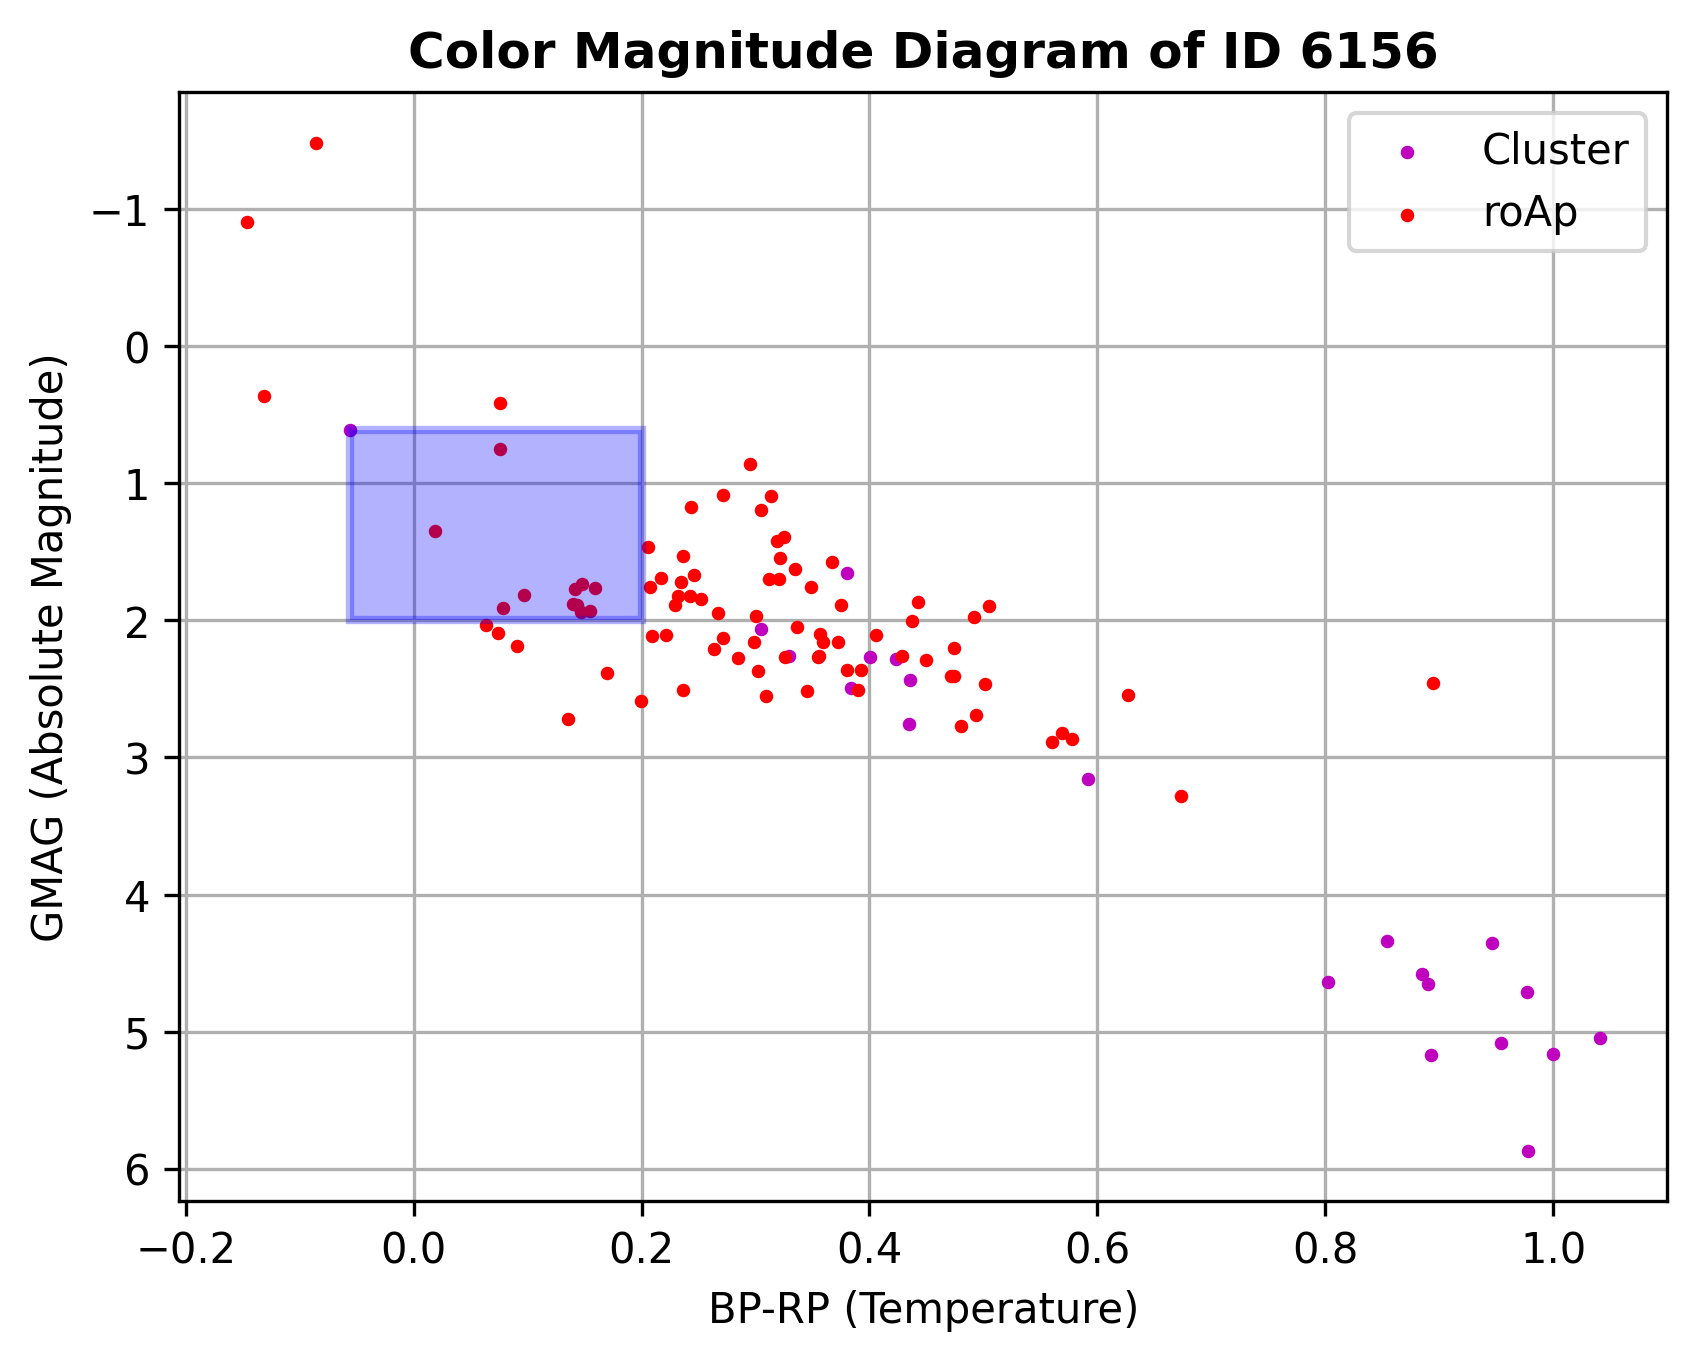 Color Magnitude Diagram of ID 6156
Cluster
roAp
GMAG (Absolute Magnitude)
−1
0
1
2
3
4
5
6
−0.2 0.0 0.2 0.4 0.6 0.8 1.0
BP-RP (Temperature)